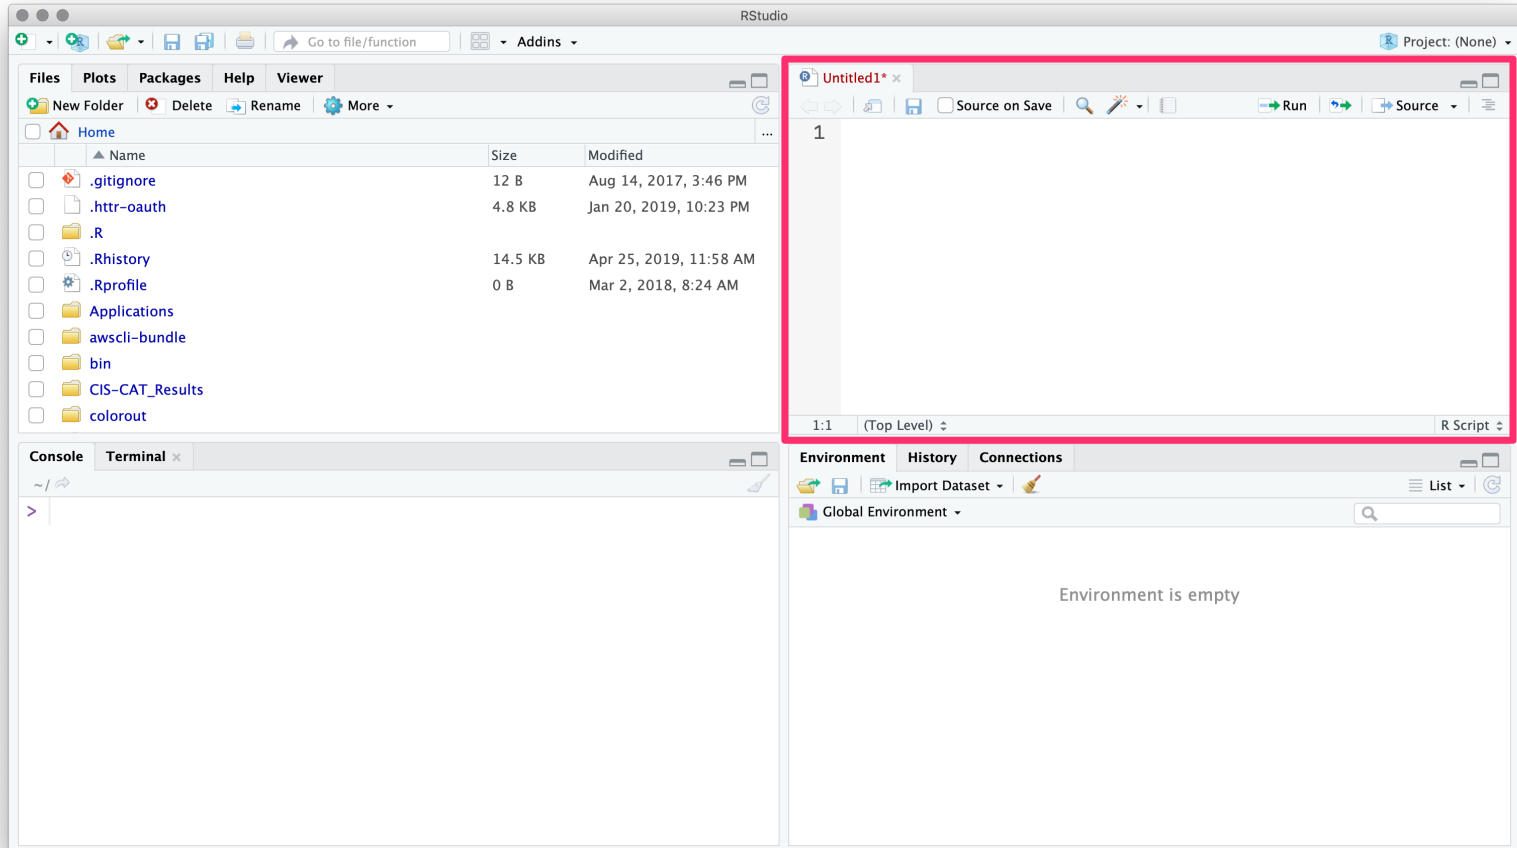 RStudio
Go to file/function
Addins
Project: (None)
Files Plots Packages Help Viewer
New Folder Delete Rename More
Home ...
Name Size Modified
.gitignore 12 B Aug 14, 2017, 3:46 PM
.httr-oauth 4.8 KB Jan 20, 2019, 10:23 PM
.R
.Rhistory 14.5 KB Apr 25, 2019, 11:58 AM
.Rprofile 0 B Mar 2, 2018, 8:24 AM
Applications
awscli-bundle
bin
CIS-CAT_Results
colorout
Untitled1*
Source on Save Run Source
1
1:1 (Top Level) R Script
Console Terminal
~/
>
Environment History Connections
Import Dataset List
Global Environment
Environment is empty